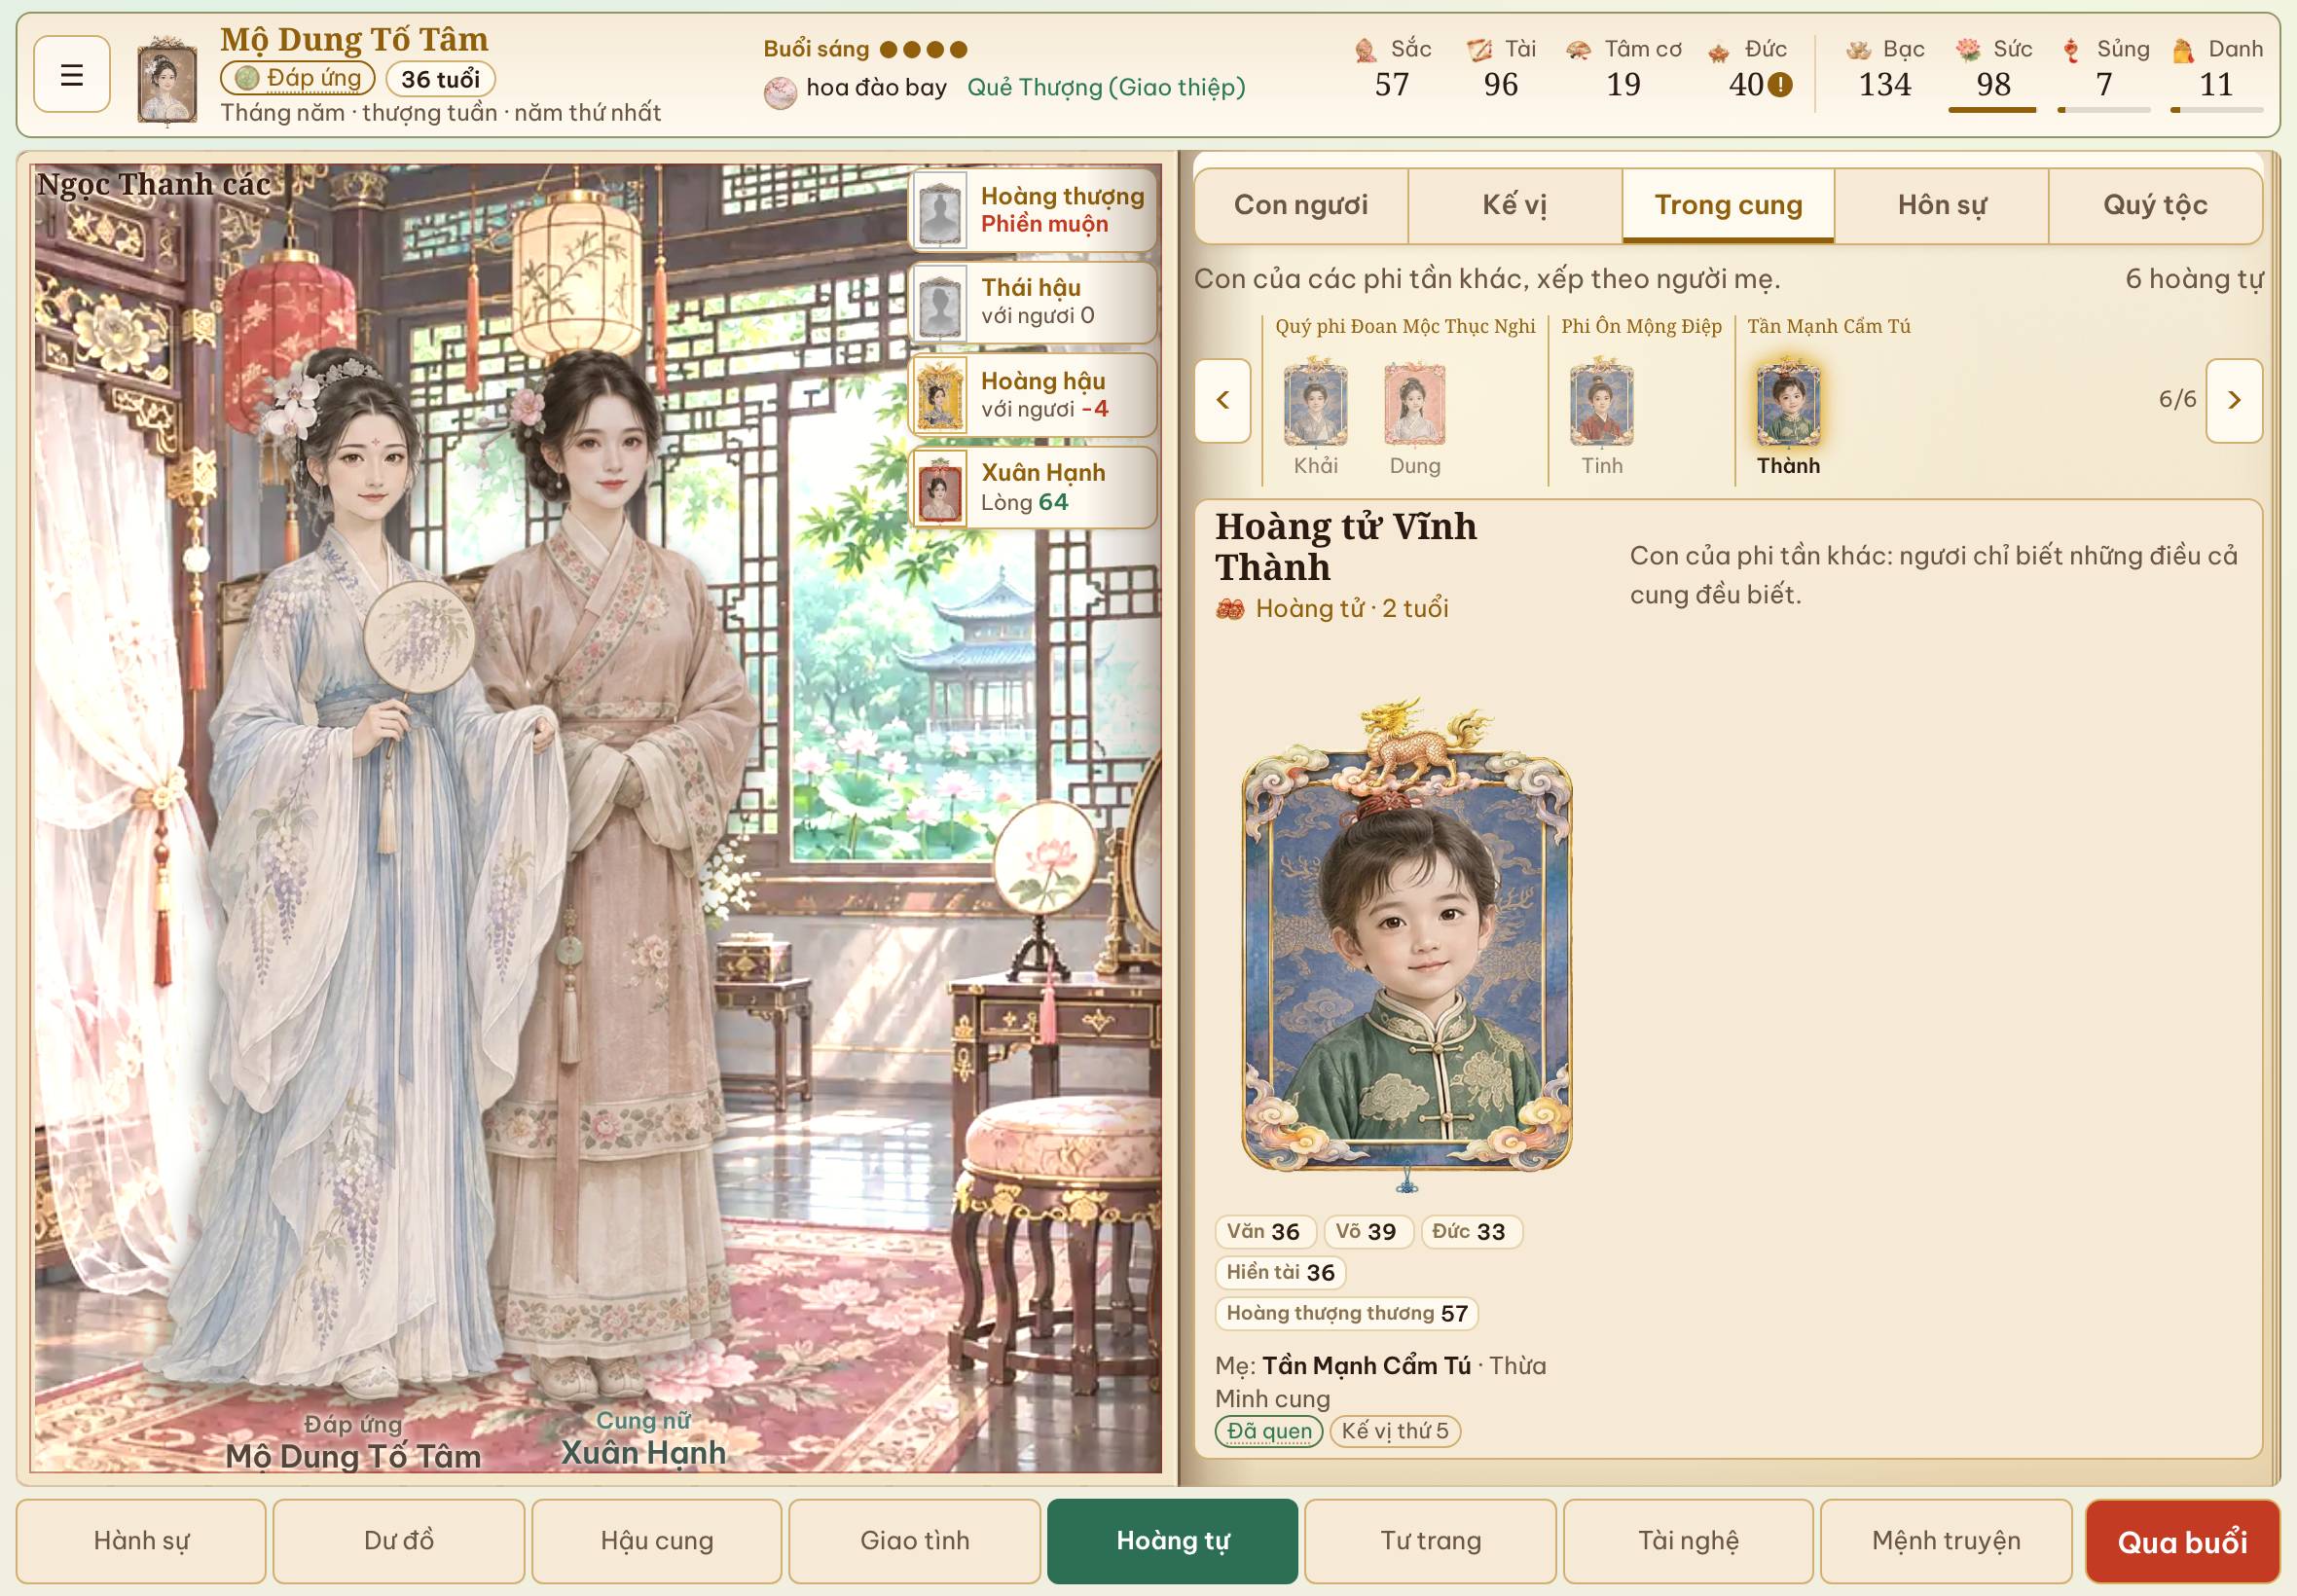 ☰
Mộ Dung Tố Tâm
Đáp ứng
36 tuổi
Tháng năm · thượng tuần · năm thứ nhất
Buổi sáng
hoa đào bay
Quẻ Thượng (Giao thiệp)
Sắc
57
Tài
96
Tâm cơ
19
Đức
40
!
Bạc
134
Sức
98
Sủng
7
Danh
11
Ngọc Thanh các
Hoàng thượng
Phiền muộn
Thái hậu
với ngươi 0
Hoàng hậu
với ngươi -4
Xuân Hạnh
Lòng 64
Đáp ứng
Mộ Dung Tố Tâm
Cung nữ
Xuân Hạnh
Con ngươi
Kế vị
Trong cung
Hôn sự
Quý tộc
Con của các phi tần khác, xếp theo người mẹ.
6 hoàng tự
Quý phi Đoan Mộc Thục Nghi
Phi Ôn Mộng Điệp
Tần Mạnh Cẩm Tú
Khải
Dung
Tinh
Thành
6/6
Hoàng tử Vĩnh
Thành
Hoàng tử · 2 tuổi
Con của phi tần khác: ngươi chỉ biết những điều cả
cung đều biết.
Văn 36
Võ 39
Đức 33
Hiền tài 36
Hoàng thượng thương 57
Mẹ: Tần Mạnh Cẩm Tú · Thừa
Minh cung
Đã quen
Kế vị thứ 5
Hành sự
Dư đồ
Hậu cung
Giao tình
Hoàng tự
Tư trang
Tài nghệ
Mệnh truyện
Qua buổi